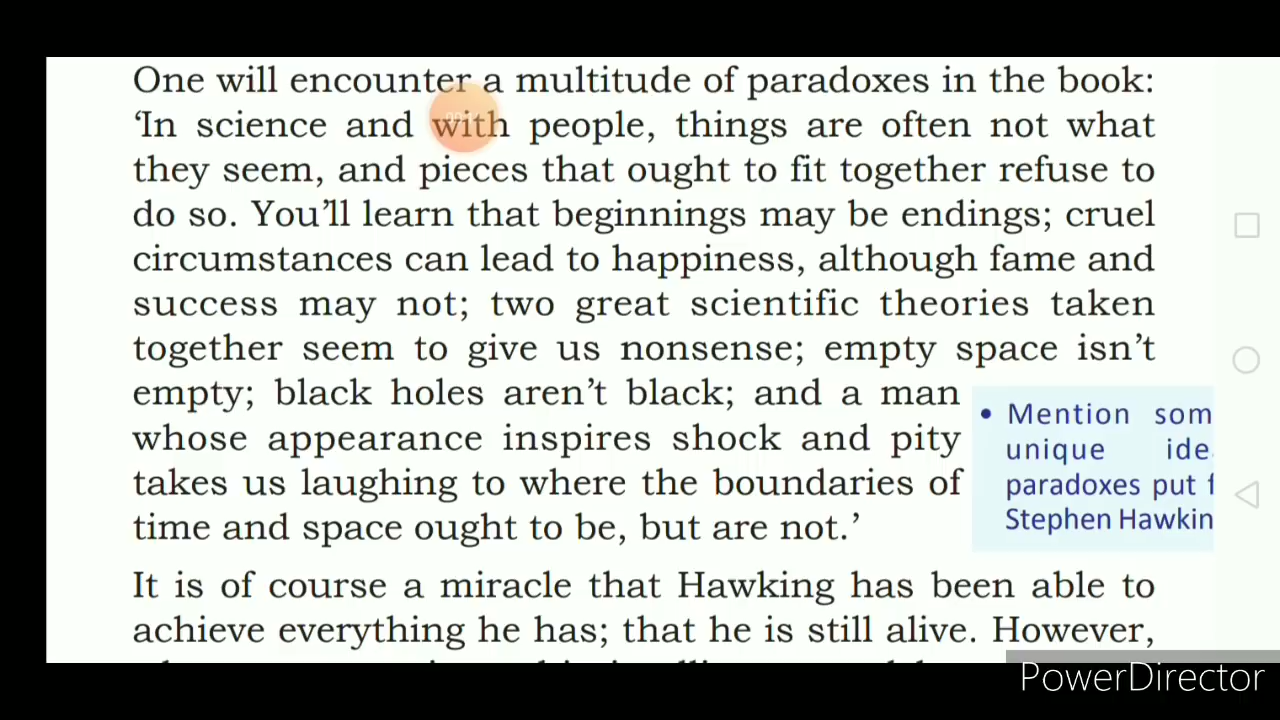 One will encounter a multitude of paradoxes in the book:
‘In science and with people, things are often not what
they seem, and pieces that ought to fit together refuse to
do so. You’ll learn that beginnings may be endings; cruel
circumstances can lead to happiness, although fame and
success may not; two great scientific theories taken
together seem to give us nonsense; empty space isn’t
empty; black holes aren’t black; and a man
whose appearance inspires shock and pity
takes us laughing to where the boundaries of
time and space ought to be, but are not.’
• Mention som
unique ide
paradoxes put f
Stephen Hawkin
It is of course a miracle that Hawking has been able to
achieve everything he has; that he is still alive. However,
PowerDirector